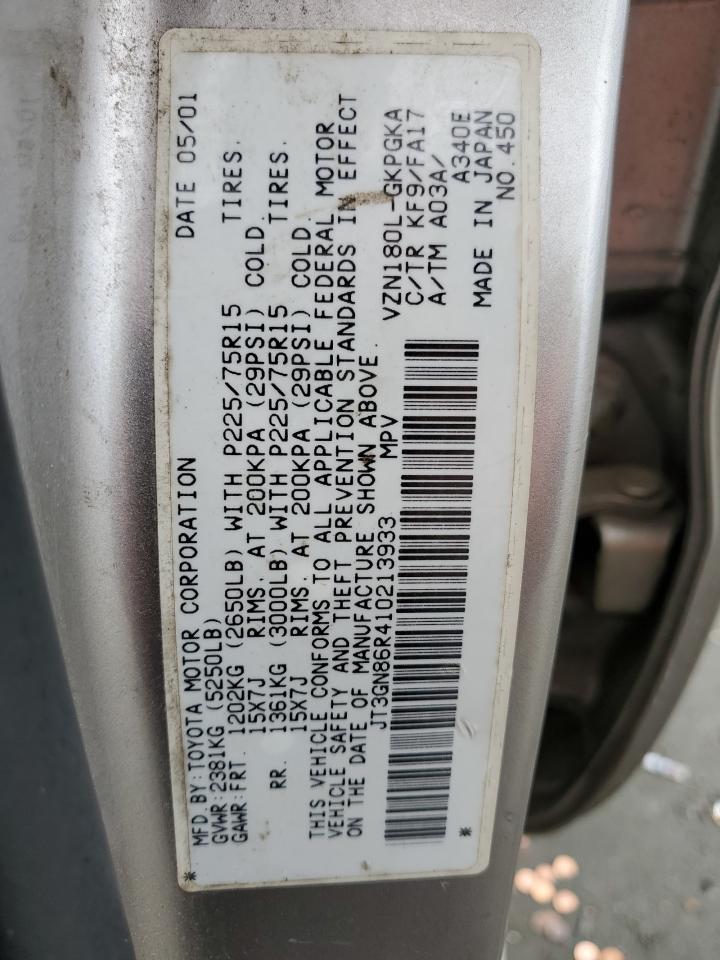 * MFD.BY:TOYOTA MOTOR CORPORATION DATE 05/01
GVWR:2381KG (5250LB)
GAWR:FRT. 1202KG (2650LB) WITH P225/75R15 TIRES.
15X7J RIMS, AT 200KPA (29PSI) COLD.
RR. 1361KG (3000LB) WITH P225/75R15 TIRES.
15X7J RIMS, AT 200KPA (29PSI) COLD.
THIS VEHICLE CONFORMS TO ALL APPLICABLE FEDERAL MOTOR
VEHICLE SAFETY AND THEFT PREVENTION STANDARDS IN EFFECT
ON THE DATE OF MANUFACTURE SHOWN ABOVE.
JT3GN86R410213933 MPV VZN180L-GKPGKA
C/TR KF9/FA17
A/TM A03A/
A340E
* MADE IN JAPAN
NO.450